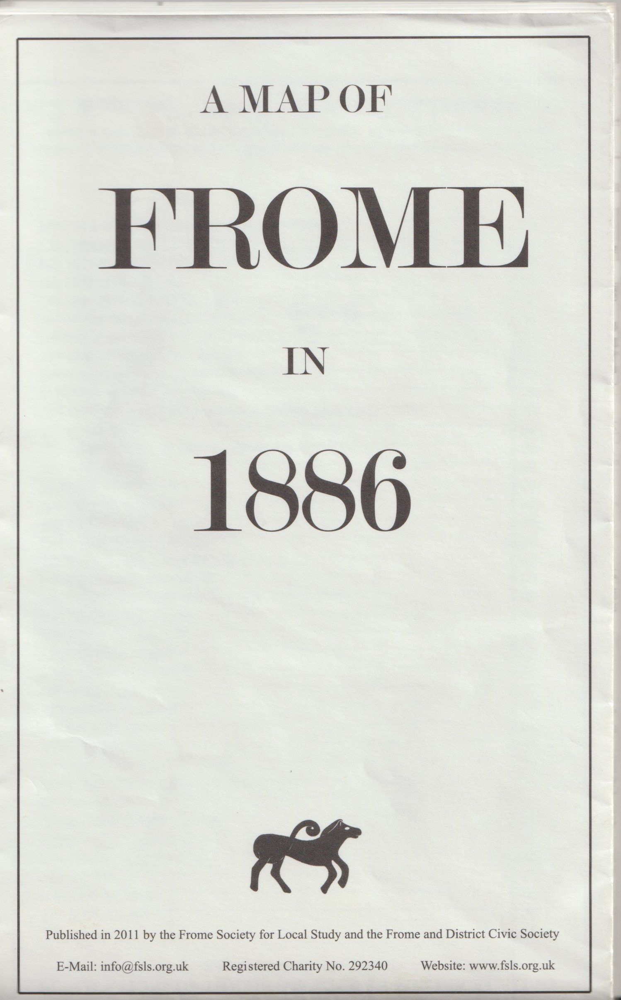 A MAP OF
FROME
IN
1886
Published in 2011 by the Frome Society for Local Study and the Frome and District Civic Society
E-Mail: info@fsls.org.uk Registered Charity No. 292340 Website: www.fsls.org.uk